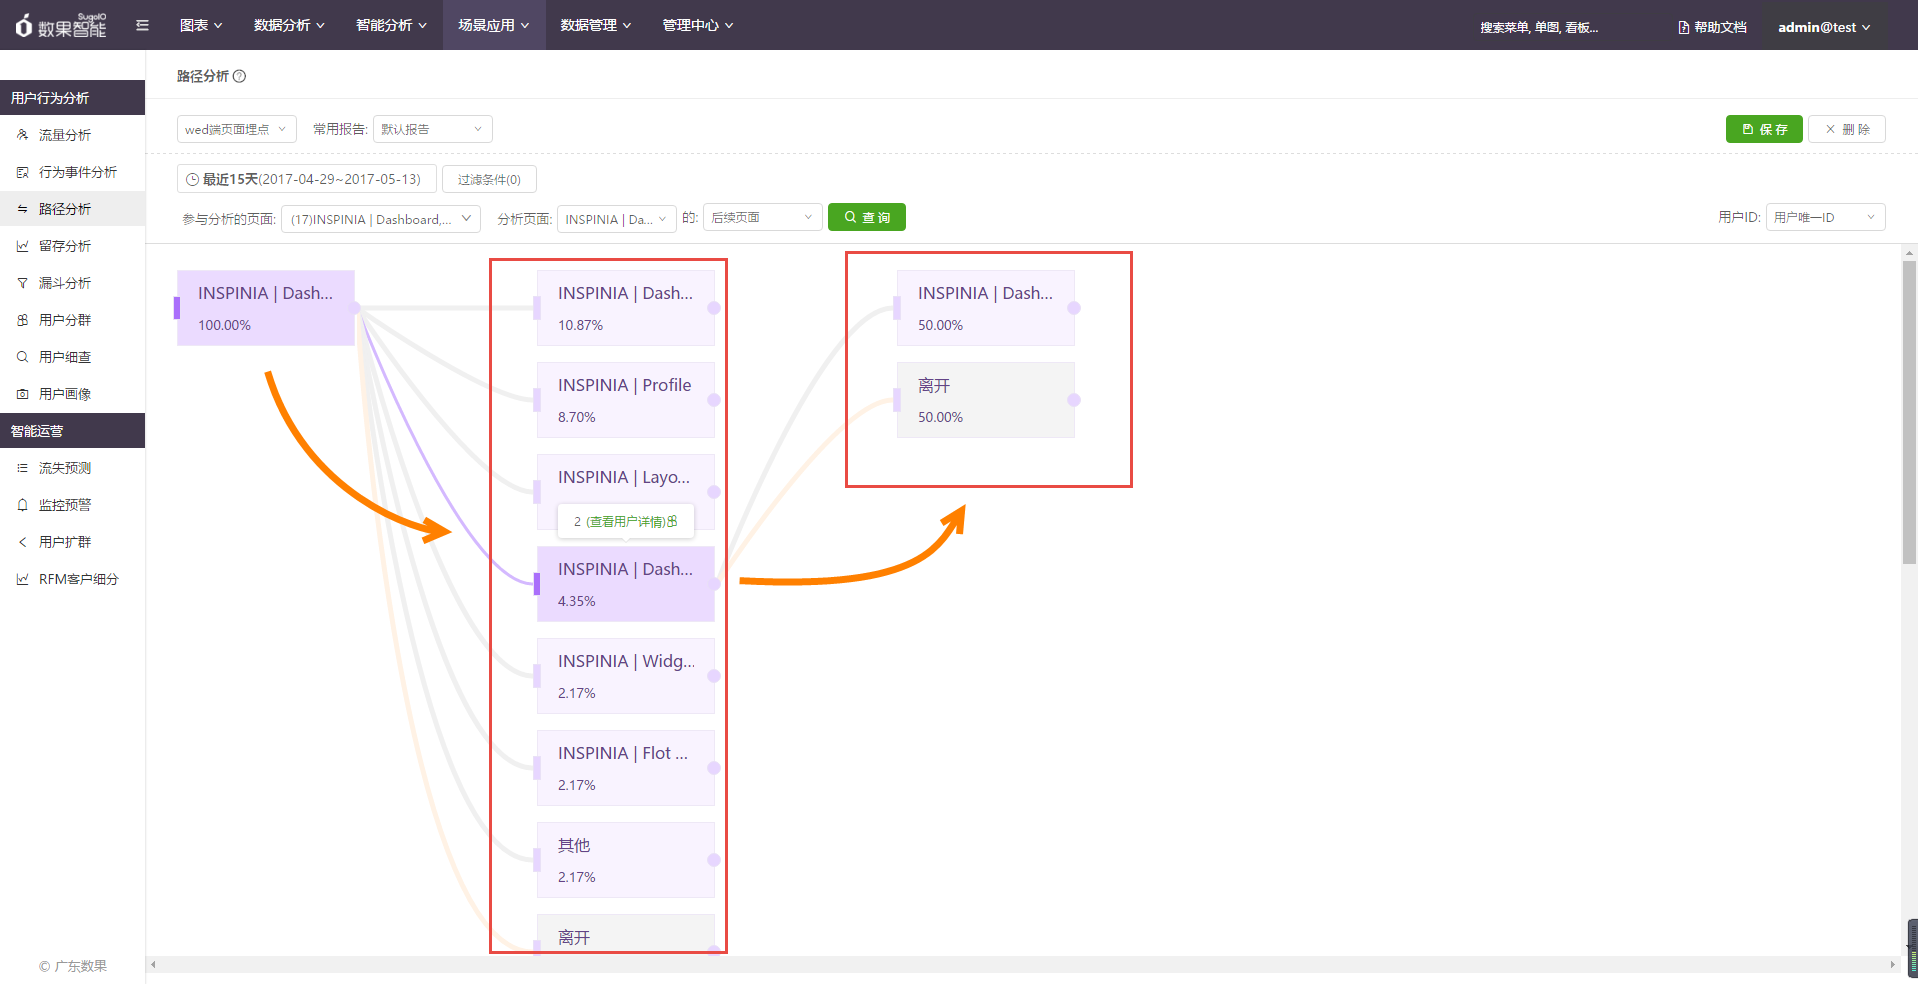 SugoIO
数果智能
图表
数据分析
智能分析
场景应用
数据管理
管理中心
搜索菜单, 单图, 看板...
帮助文档
admin@test
路径分析
用户行为分析
流量分析
行为事件分析
路径分析
留存分析
漏斗分析
用户分群
用户细查
用户画像
智能运营
流失预测
监控预警
用户扩群
RFM客户细分
© 广东数果
wed端页面埋点
常用报告:
默认报告
保 存
删 除
最近15天(2017-04-29~2017-05-13)
过滤条件(0)
参与分析的页面:
(17)INSPINIA | Dashboard,...
分析页面:
INSPINIA | Da...
的:
后续页面
查 询
用户ID:
用户唯一ID
INSPINIA | Dash...
100.00%
INSPINIA | Dash...
10.87%
INSPINIA | Profile
8.70%
INSPINIA | Layo...
2 (查看用户详情)
INSPINIA | Dash...
4.35%
INSPINIA | Widg...
2.17%
INSPINIA | Flot ...
2.17%
其他
2.17%
离开
INSPINIA | Dash...
50.00%
离开
50.00%